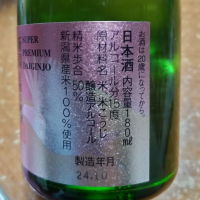 お酒は20歳になってから。
日本酒 内容量180ml
アルコール分15度
原材料名 米・米こうじ
醸造アルコール
精米歩合 50%
新潟県産米100%使用
SUPER
PREMIUM
DAIGINJO
製造年月
24.10